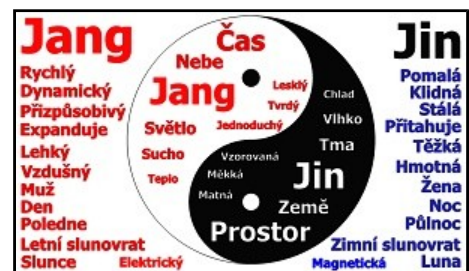 Jang
Rychlý
Dynamický
Přizpůsobivý
Expanduje
Lehký
Vzdušný
Muž
Den
Poledne
Letní slunovrat
Slunce
Elektrický
Čas
Nebe
Jang
Lesklý
Tvrdý
Jednoduchý
Světlo
Sucho
Teplo
Chlad
Vlhko
Tma
Vzorovaná
Měkká
Matná
Jin
Země
Prostor
Jin
Pomalá
Klidná
Stálá
Přitahuje
Těžká
Hmotná
Žena
Noc
Půlnoc
Zimní slunovrat
Magnetická
Luna